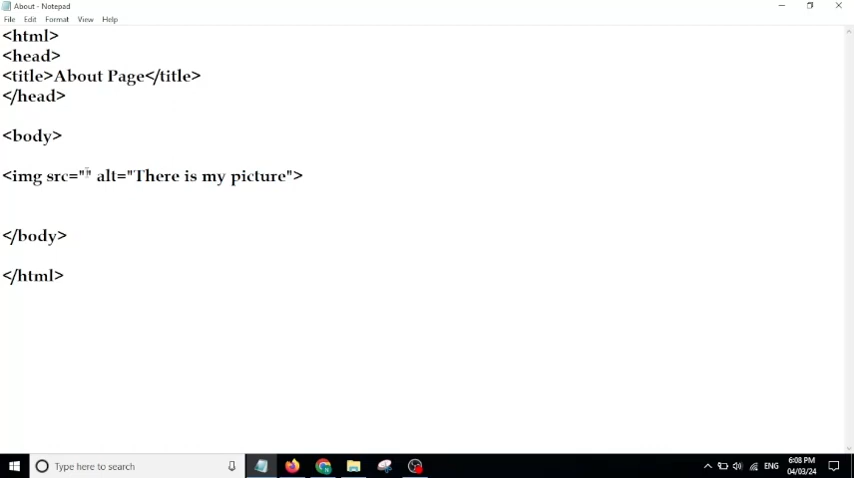 About - Notepad
File Edit Format View Help
<html>
<head>
<title>About Page</title>
</head>
<body>
<img src="" alt="There is my picture">
</body>
</html>
Type here to search
ENG
6:08 PM
04/03/24